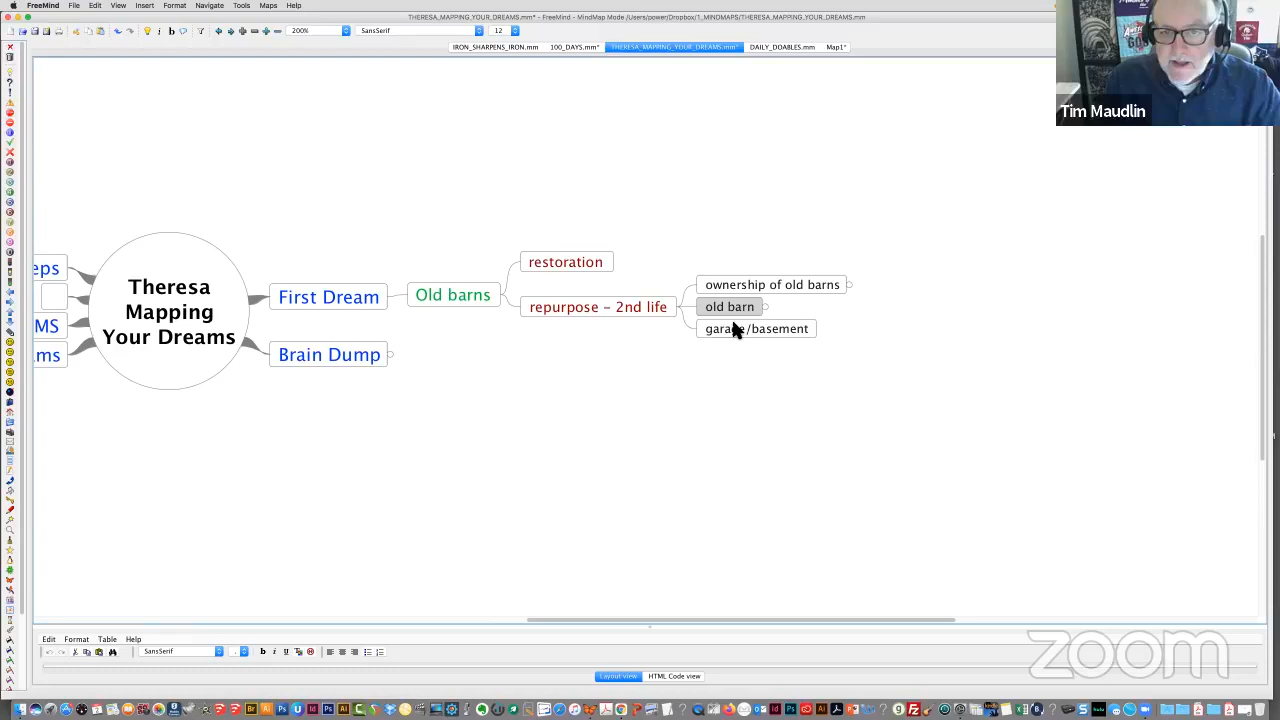 FreeMind File Edit View Insert Format Navigate Tools Maps Help
THERESA_MAPPING_YOUR_DREAMS.mm* - FreeMind - MindMap Mode /Users/power/Dropbox/1_MINDMAPS/THERESA_MAPPING_YOUR_DREAMS.mm
200% SansSerif 12
IRON_SHARPENS_IRON.mm 100_DAYS.mm* THERESA_MAPPING_YOUR_DREAMS.mm* DAILY_DOABLES.mm Map1*
Tim Maudlin
eps
MS
ms
Theresa
Mapping
Your Dreams
First Dream
Brain Dump
Old barns
restoration
repurpose - 2nd life
ownership of old barns
old barn
garage/basement
Edit Format Table Help
SansSerif
Layout view HTML Code view
zoom